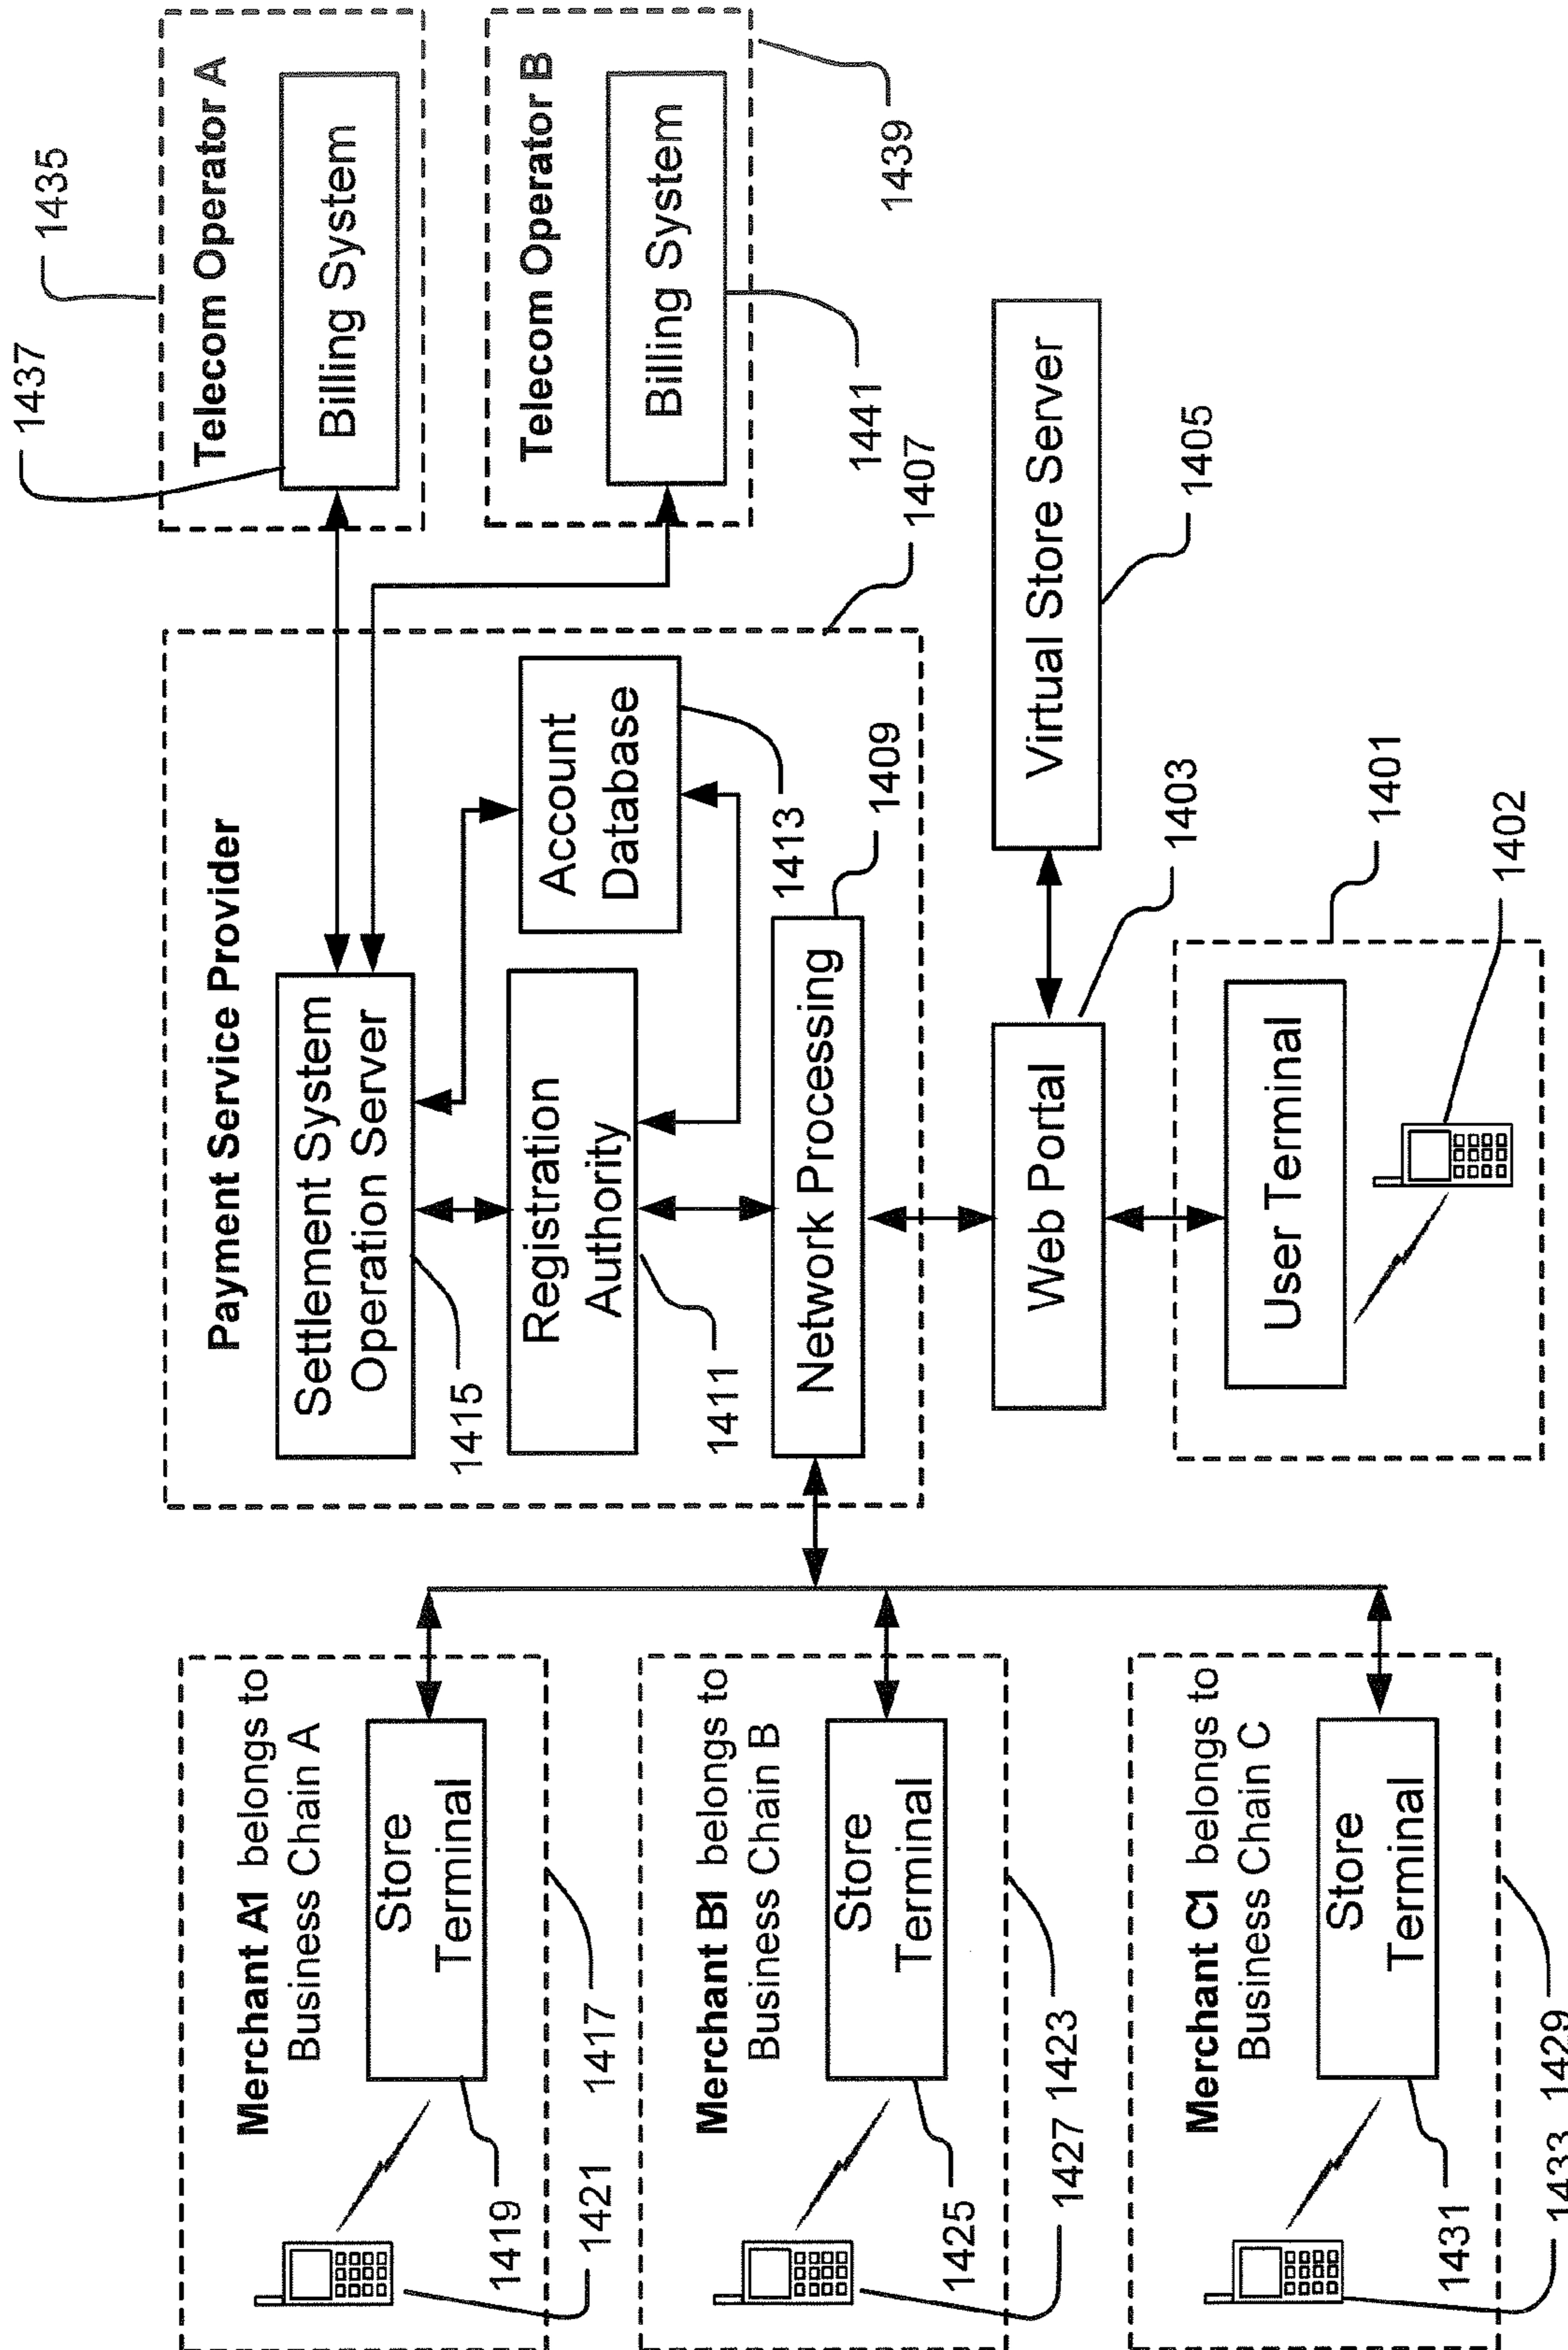 Merchant A1 belongs to
Business Chain A
Store
Terminal
1419
1421
1417
Merchant B1 belongs to
Business Chain B
Store
Terminal
1425
1427
1423
Merchant C1 belongs to
Business Chain C
Store
Terminal
1431
1433
1429
Payment Service Provider
Settlement System
Operation Server
1415
Registration
Authority
1411
Account
Database
1413
Network Processing
1409
1407
Web Portal
1403
Virtual Store Server
1405
User Terminal
1401
1402
1435
1437
Telecom Operator A
Billing System
Telecom Operator B
Billing System
1441
1439